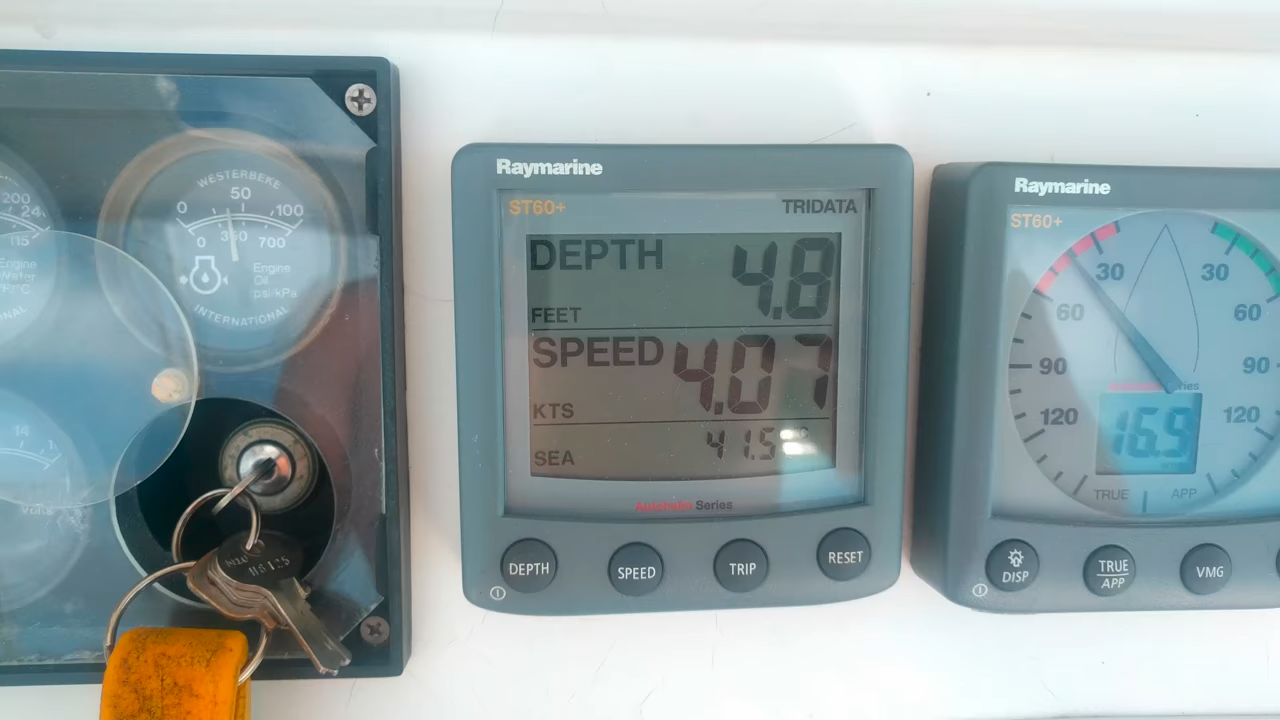 200
24
115
Engine
Water
WESTERBEKE
0 50 100
0 350 700
Engine
Oil
psi/kPa
INTERNATIONAL
14
Volts
Raymarine
ST60+ TRIDATA
DEPTH 4.8
FEET
SPEED 4.07
KTS
SEA 41.5
Autohelm Series
DEPTH SPEED TRIP RESET
Raymarine
ST60+
30 30
60 60
90 90
120 120
16.9
TRUE APP
DISP
TRUE
APP
VMG